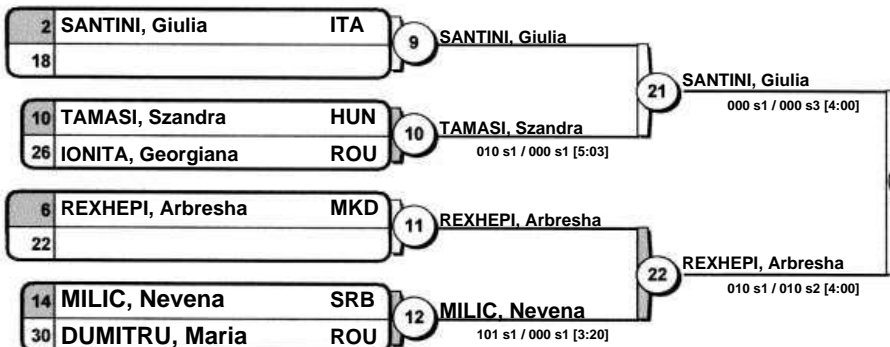 2 SANTINI, Giulia ITA
18
9 SANTINI, Giulia
10 TAMASI, Szandra HUN
26 IONITA, Georgiana ROU
10 TAMASI, Szandra
010 s1 / 000 s1 [5:03]
21 SANTINI, Giulia
000 s1 / 000 s3 [4:00]
6 REXHEPI, Arbresha MKD
22
11 REXHEPI, Arbresha
14 MILIC, Nevena SRB
30 DUMITRU, Maria ROU
12 MILIC, Nevena
101 s1 / 000 s1 [3:20]
22 REXHEPI, Arbresha
010 s1 / 010 s2 [4:00]